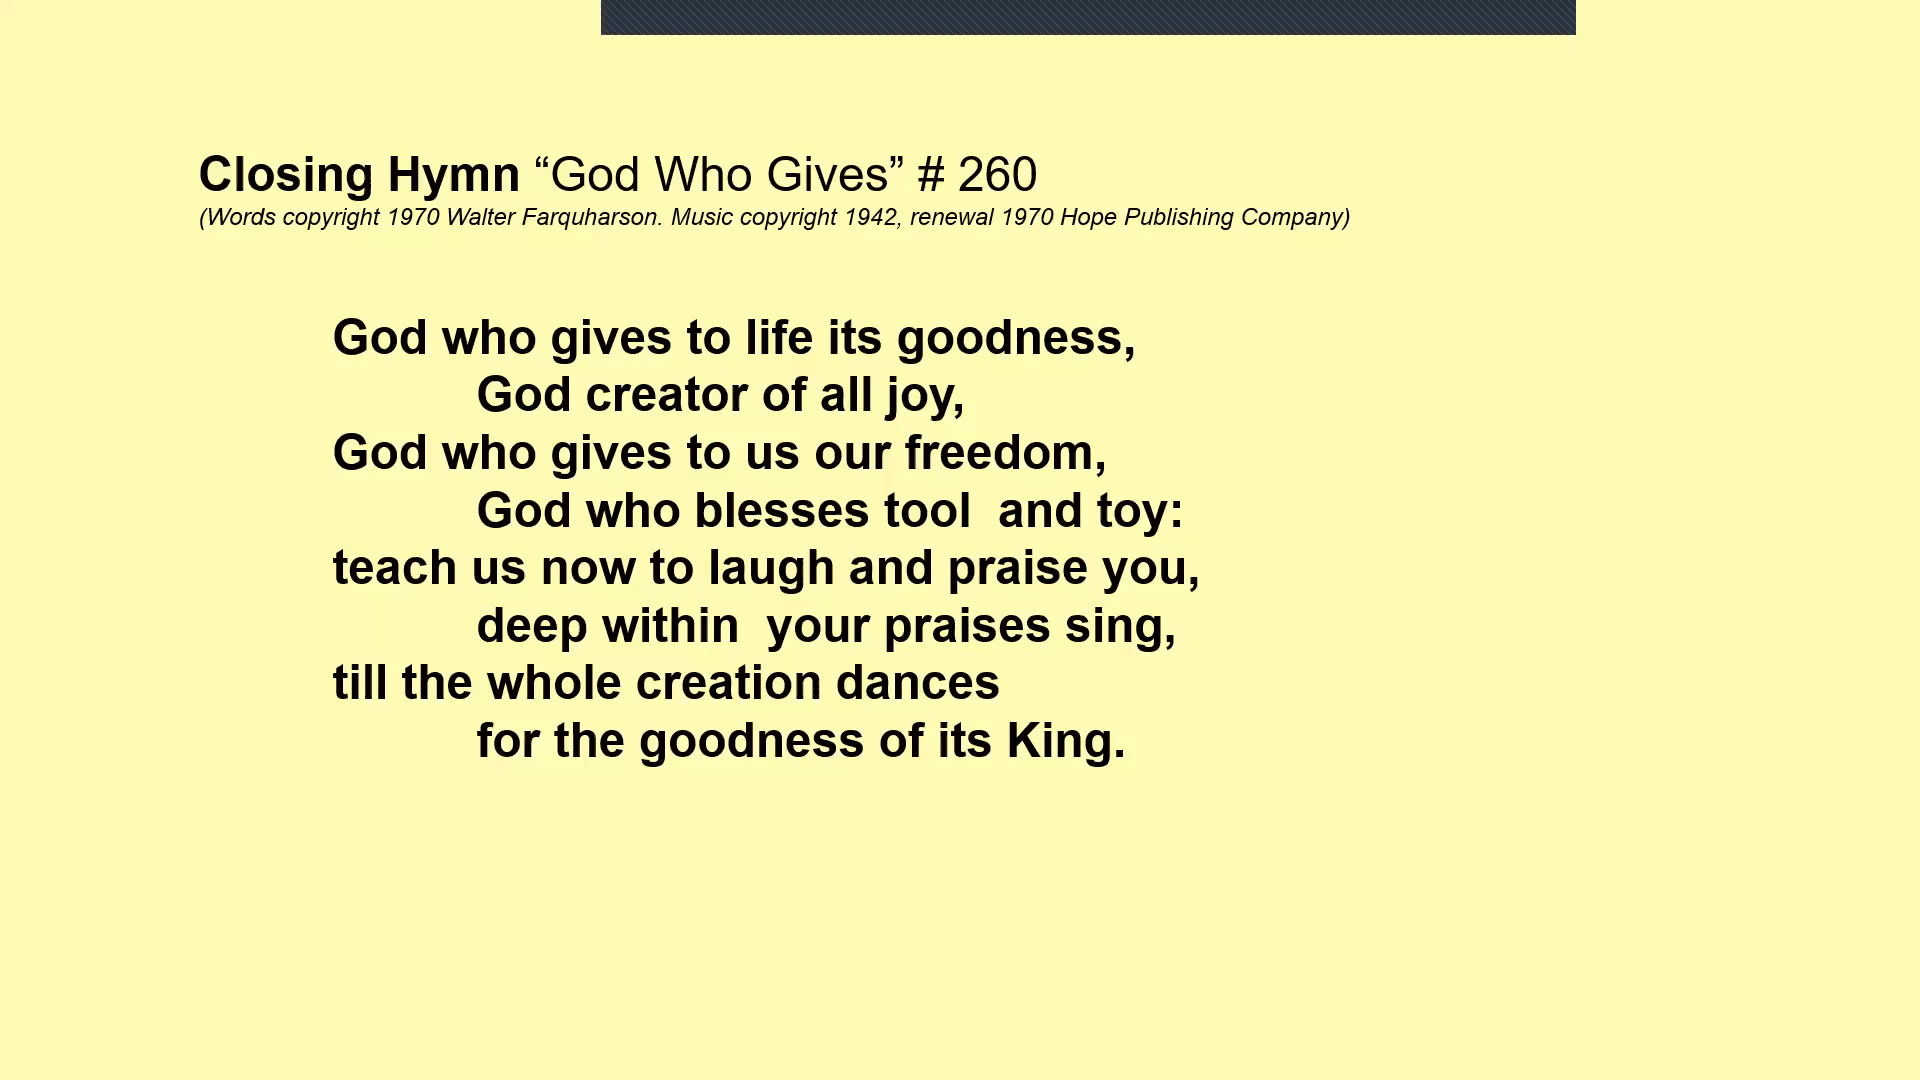 Closing Hymn “God Who Gives” # 260
(Words copyright 1970 Walter Farquharson. Music copyright 1942, renewal 1970 Hope Publishing Company)
God who gives to life its goodness,
God creator of all joy,
God who gives to us our freedom,
God who blesses tool  and toy:
teach us now to laugh and praise you,
deep within  your praises sing,
till the whole creation dances
for the goodness of its King.